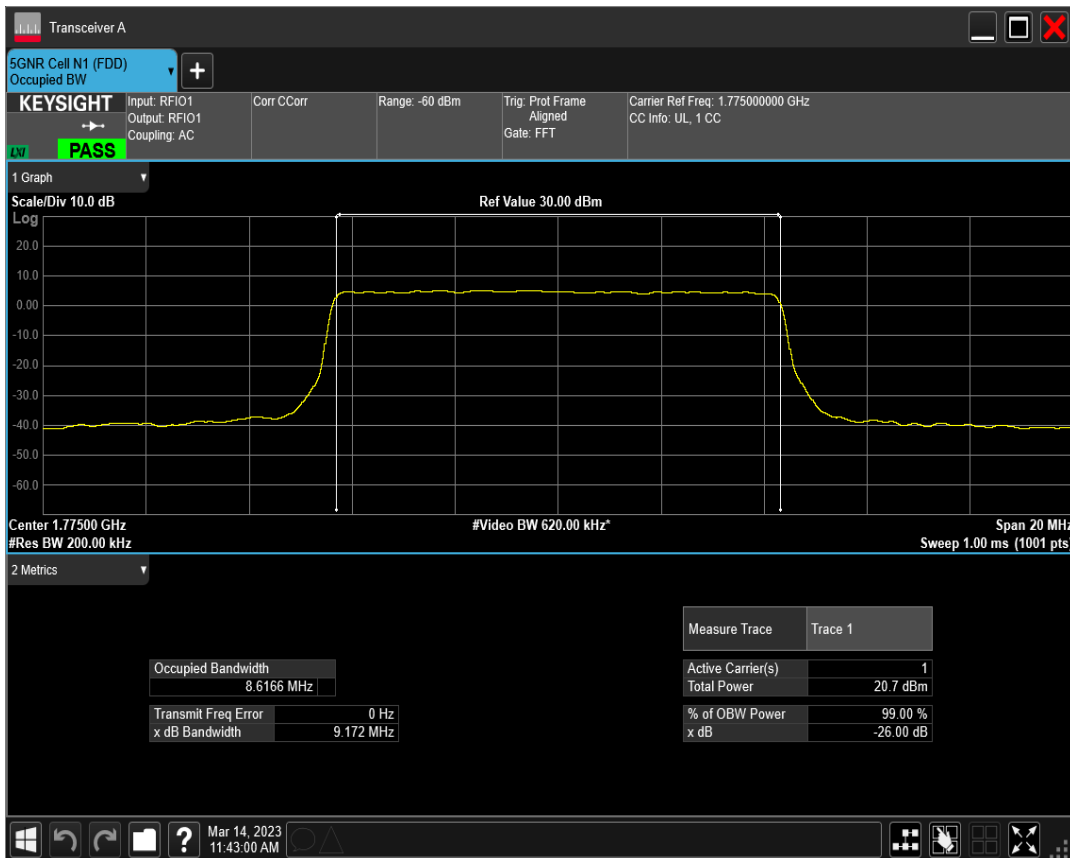 Transceiver A
5GNR Cell N1 (FDD)
Occupied BW
KEYSIGHT
LXI
PASS
Input: RFIO1
Output: RFIO1
Coupling: AC
Corr CCorr
Range: -60 dBm
Trig: Prot Frame
Aligned
Gate: FFT
Carrier Ref Freq: 1.775000000 GHz
CC Info: UL, 1 CC
1 Graph
Scale/Div 10.0 dB
Ref Value 30.00 dBm
Log
20.0
10.0
0.00
-10.0
-20.0
-30.0
-40.0
-50.0
-60.0
Center 1.77500 GHz
#Video BW 620.00 kHz*
Span 20 MHz
#Res BW 200.00 kHz
Sweep 1.00 ms (1001 pts)
2 Metrics
Measure Trace Trace 1
Occupied Bandwidth
8.6166 MHz
Active Carrier(s) 1
Total Power 20.7 dBm
Transmit Freq Error 0 Hz
x dB Bandwidth 9.172 MHz
% of OBW Power 99.00 %
x dB -26.00 dB
?
Mar 14, 2023
11:43:00 AM